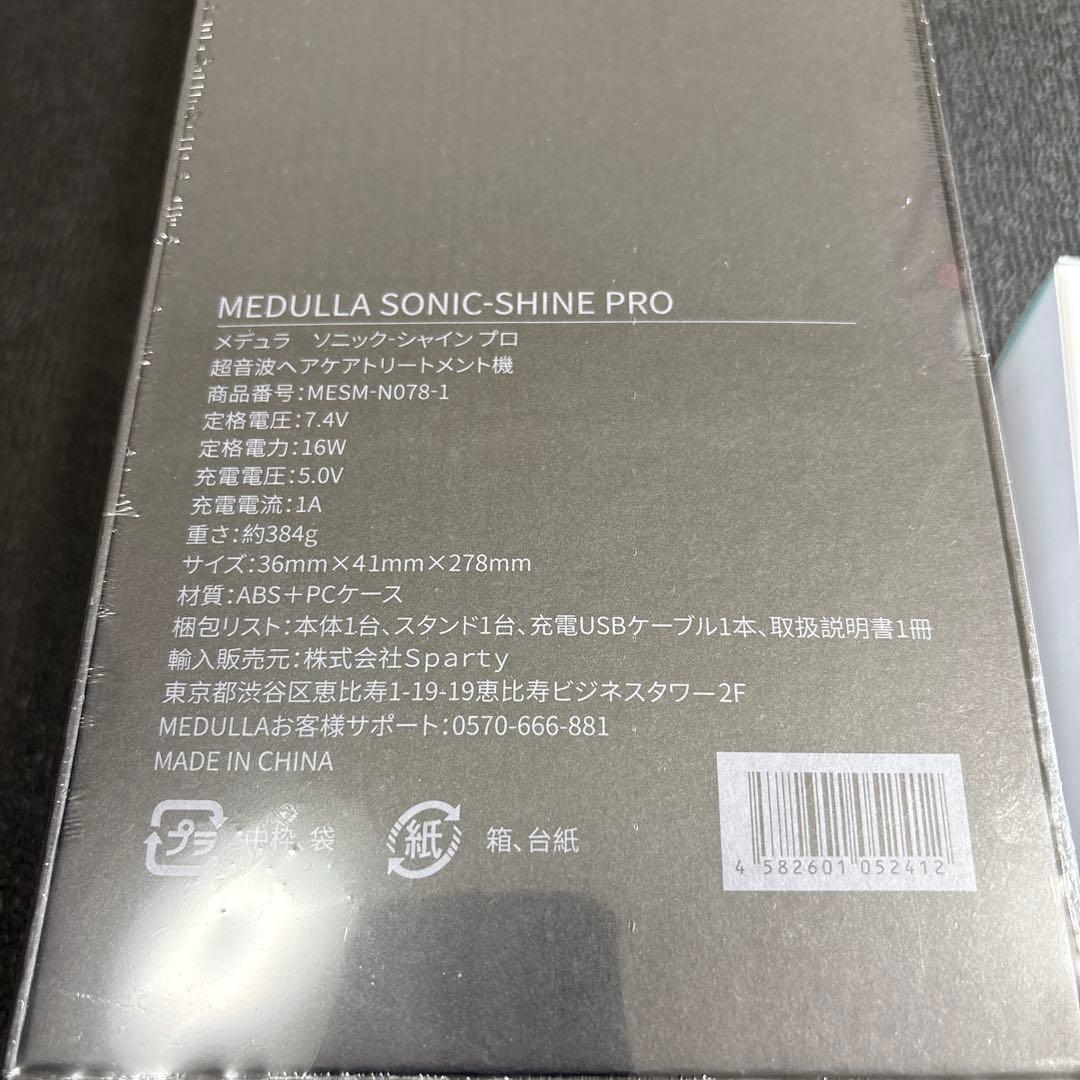 MEDULLA SONIC-SHINE PRO
メデュラ　ソニック-シャイン プロ
超音波ヘアケアトリートメント機
商品番号：MESM-N078-1
定格電圧：7.4V
定格電力：16W
充電電圧：5.0V
充電電流：1A
重さ：約384g
サイズ：36mm×41mm×278mm
材質：ABS＋PCケース
梱包リスト：本体1台、スタンド1台、充電USBケーブル1本、取扱説明書1冊
輸入販売元：株式会社Sparty
東京都渋谷区恵比寿1-19-19恵比寿ビジネスタワー2F
MEDULLAお客様サポート：0570-666-881
MADE IN CHINA
プラ 中枠 袋
紙 箱、台紙
4 582601 052412